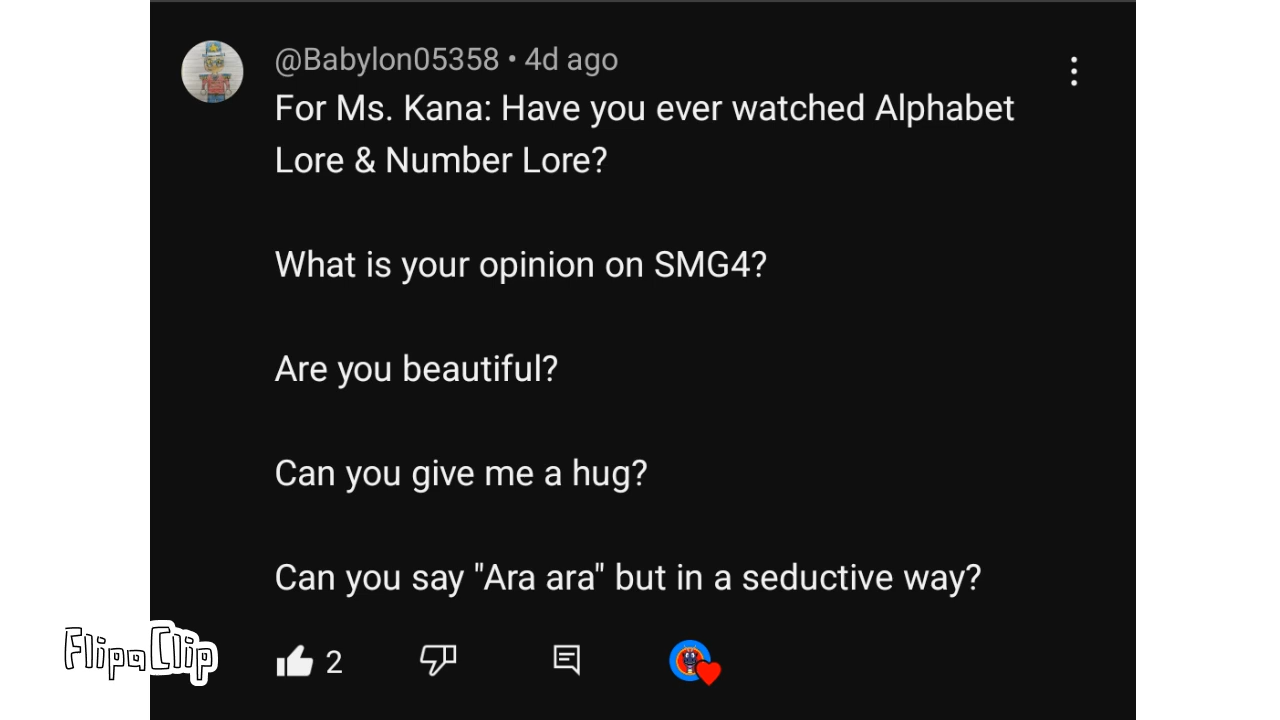 @Babylon05358 • 4d ago
For Ms. Kana: Have you ever watched Alphabet
Lore & Number Lore?
What is your opinion on SMG4?
Are you beautiful?
Can you give me a hug?
Can you say "Ara ara" but in a seductive way?
2
FlipaClip